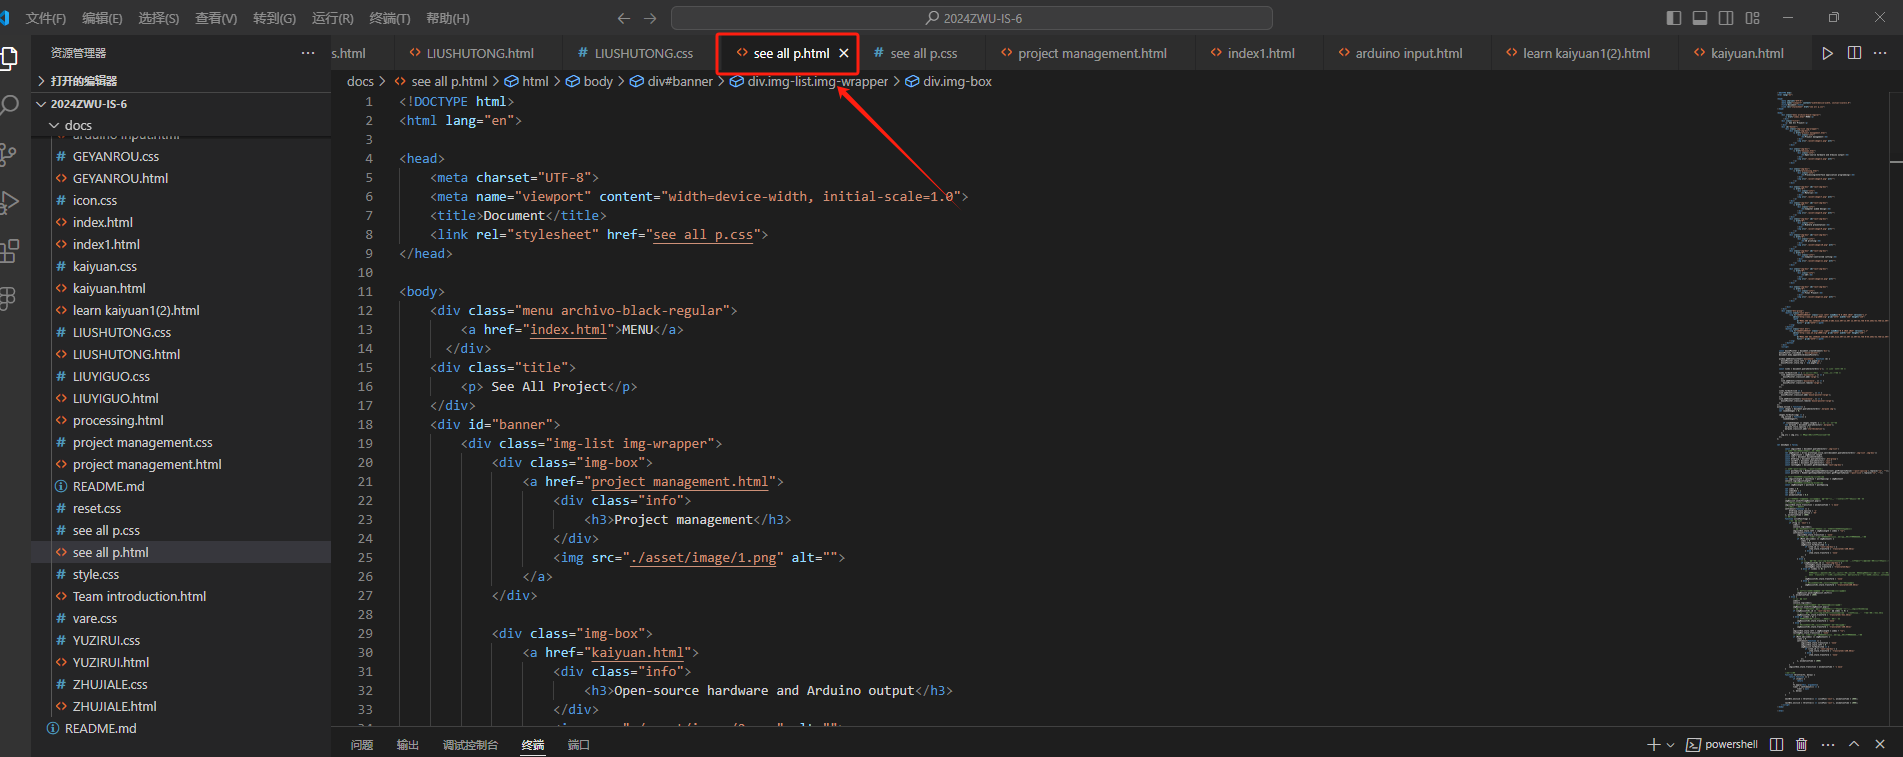 文件(F) 编辑(E) 选择(S) 查看(V) 转到(G) 运行(R) 终端(T) 帮助(H) 2024ZWU-IS-6
资源管理器
打开的编辑器
2024ZWU-IS-6
docs
arduino input.html
GEYANROU.css
GEYANROU.html
icon.css
index.html
index1.html
kaiyuan.css
kaiyuan.html
learn kaiyuan1(2).html
LIUSHUTONG.css
LIUSHUTONG.html
LIUYIGUO.css
LIUYIGUO.html
processing.html
project management.css
project management.html
README.md
reset.css
see all p.css
see all p.html
style.css
Team introduction.html
vare.css
YUZIRUI.css
YUZIRUI.html
ZHUJIALE.css
ZHUJIALE.html
README.md
s.html LIUSHUTONG.html LIUSHUTONG.css see all p.html see all p.css project management.html index1.html arduino input.html learn kaiyuan1(2).html kaiyuan.html
docs > see all p.html > html > body > div#banner > div.img-list.img-wrapper > div.img-box
1 <!DOCTYPE html>
2 <html lang="en">
3
4 <head>
5 <meta charset="UTF-8">
6 <meta name="viewport" content="width=device-width, initial-scale=1.0">
7 <title>Document</title>
8 <link rel="stylesheet" href="see all p.css">
9 </head>
10
11 <body>
12 <div class="menu archivo-black-regular">
13 <a href="index.html">MENU</a>
14 </div>
15 <div class="title">
16 <p> See All Project</p>
17 </div>
18 <div id="banner">
19 <div class="img-list img-wrapper">
20 <div class="img-box">
21 <a href="project management.html">
22 <div class="info">
23 <h3>Project management</h3>
24 </div>
25 <img src="./asset/image/1.png" alt="">
26 </a>
27 </div>
28
29 <div class="img-box">
30 <a href="kaiyuan.html">
31 <div class="info">
32 <h3>Open-source hardware and Arduino output</h3>
33 </div>
问题 输出 调试控制台 终端 端口 powershell